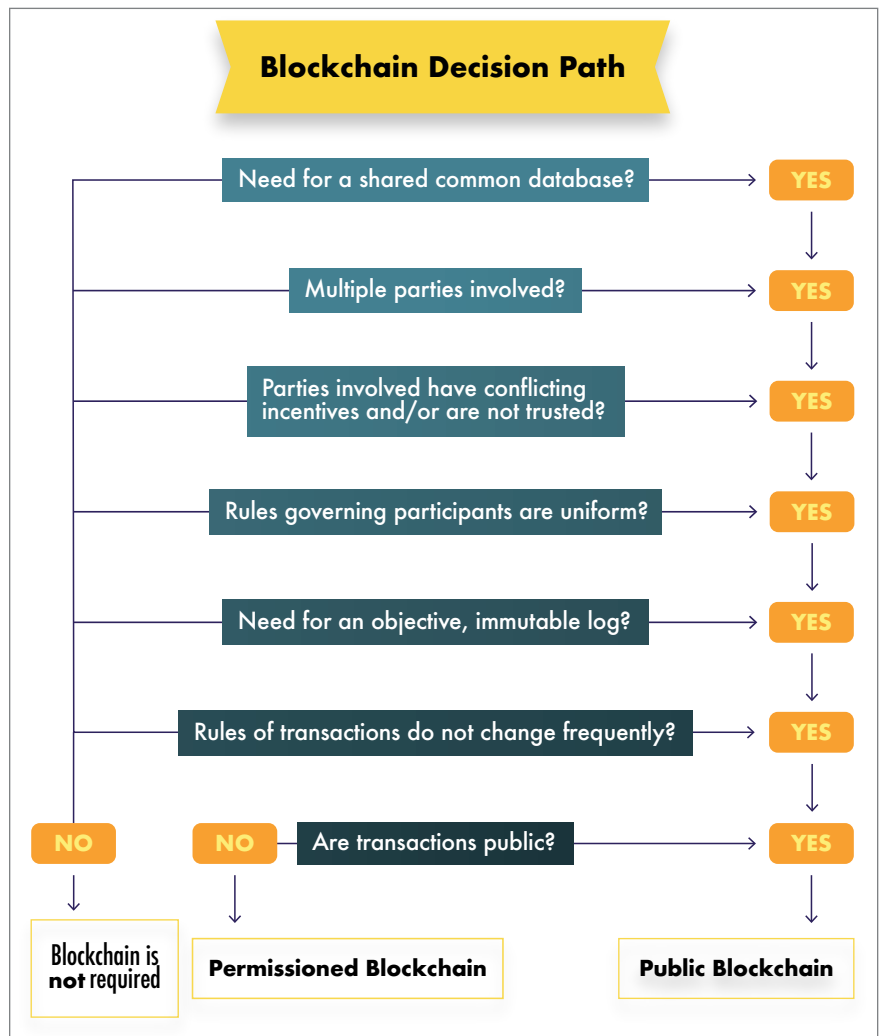 Blockchain Decision Path
Need for a shared common database?
YES
Multiple parties involved?
YES
Parties involved have conflicting
incentives and/or are not trusted?
YES
Rules governing participants are uniform?
YES
Need for an objective, immutable log?
YES
Rules of transactions do not change frequently?
YES
NO
NO
Are transactions public?
YES
Blockchain is
not required
Permissioned Blockchain
Public Blockchain